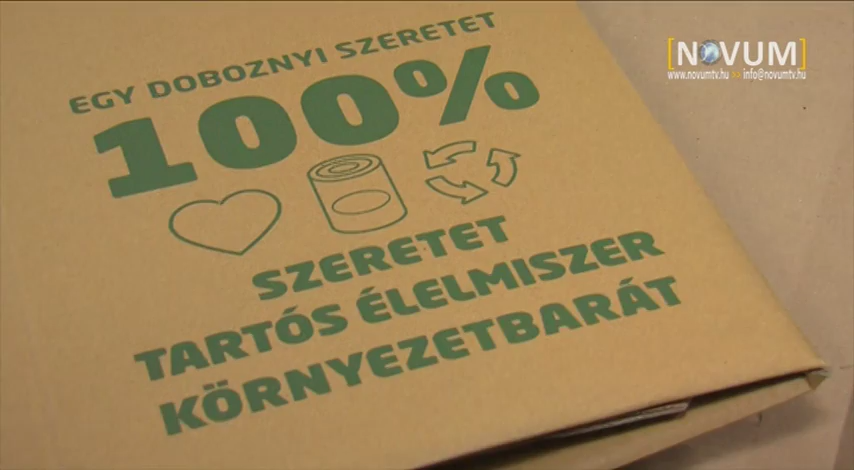 EGY DOBOZNYI SZERETET
100%
SZERETET
TARTÓS ÉLELMISZER
KÖRNYEZETBARÁT
[NOVUM]
www.novumtv.hu >> info@novumtv.hu